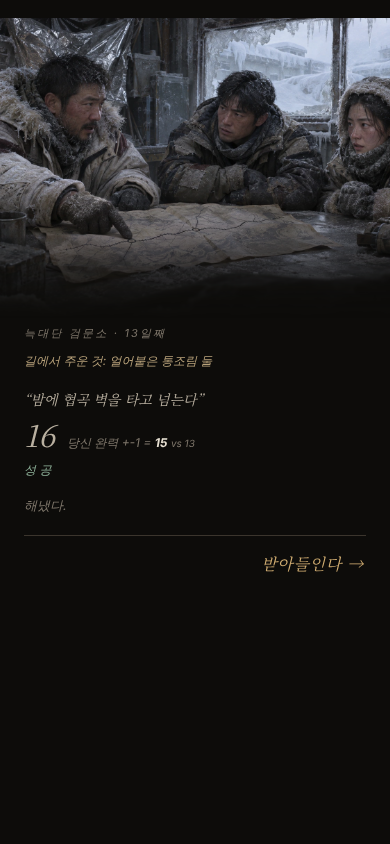 늑대단 검문소 · 13일째
길에서 주운 것: 얼어붙은 통조림 둘
“밤에 협곡 벽을 타고 넘는다”
16 당신 완력 +-1 = 15 vs 13
성공
해냈다.
받아들인다 →